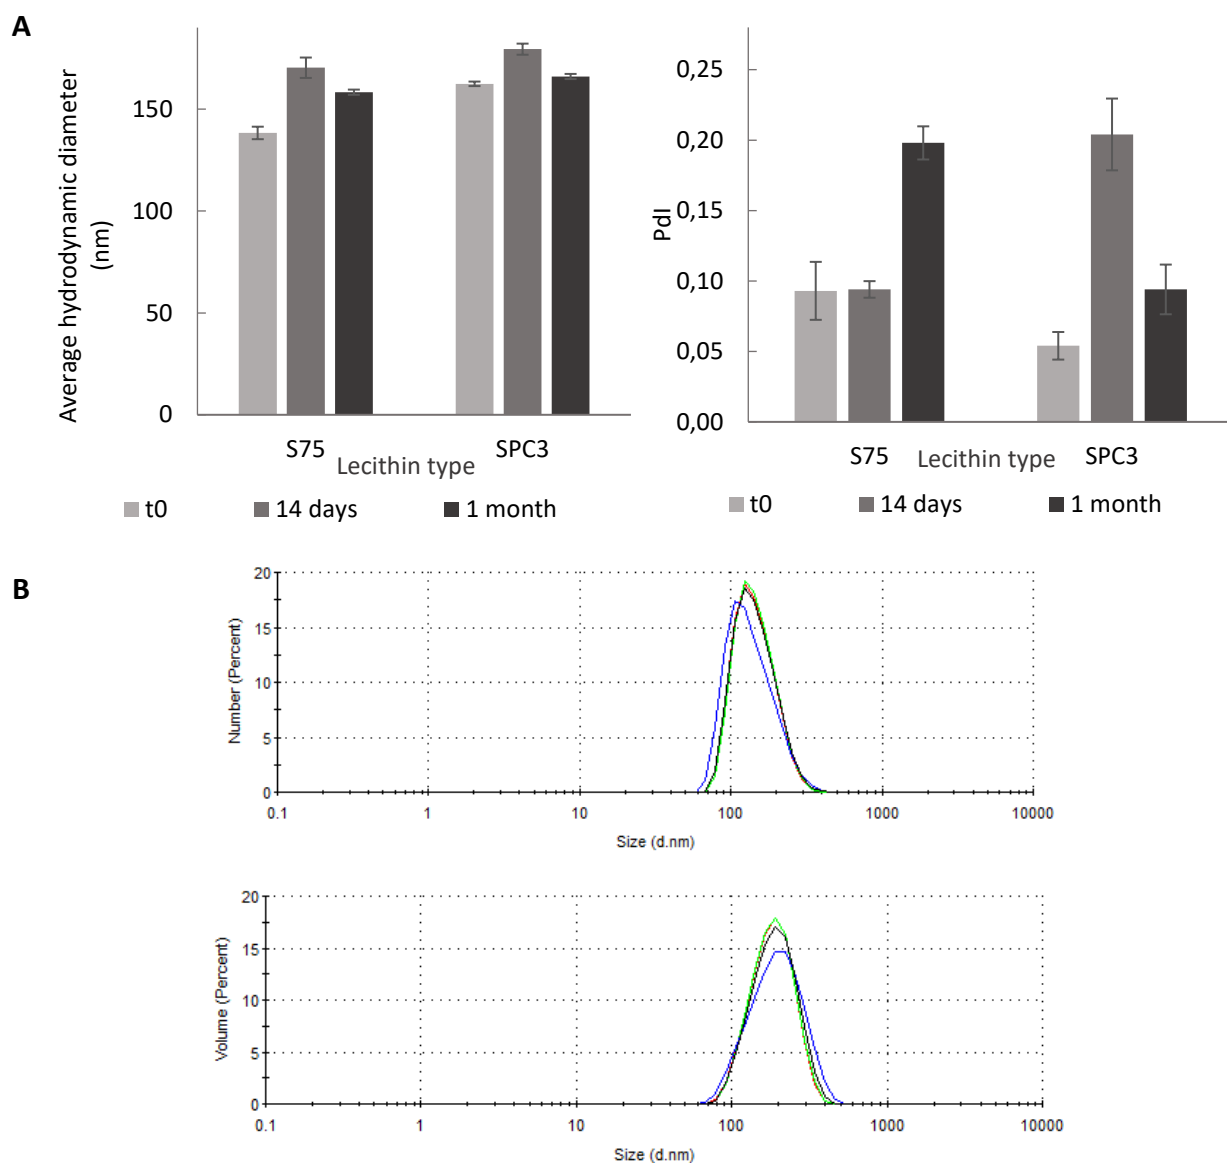 A
Average hydrodynamic diameter
(nm)
150
100
50
0
S75
SPC3
Lecithin type
t0
14 days
1 month
PdI
0,25
0,20
0,15
0,10
0,05
0,00
S75
Lecithin type
SPC3
t0
14 days
1 month
B
Number (Percent)
20
15
10
5
0
0.1
1
10
100
1000
10000
Size (d.nm)
Volume (Percent)
20
15
10
5
0
0.1
1
10
100
1000
10000
Size (d.nm)